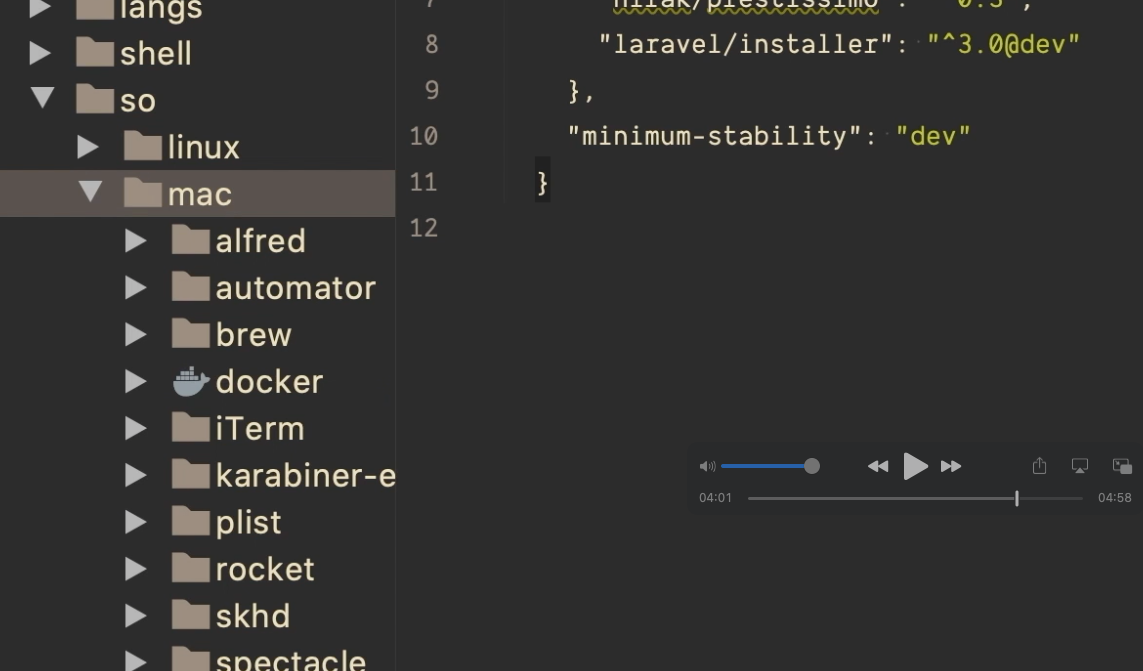 langs
shell
so
linux
mac
alfred
automator
brew
docker
iTerm
karabiner-e
plist
rocket
skhd
spectacle
7 "hirak/prestissimo": "^0.3",
8 "laravel/installer": "^3.0@dev"
9 },
10 "minimum-stability": "dev"
11 }
12
04:01
04:58